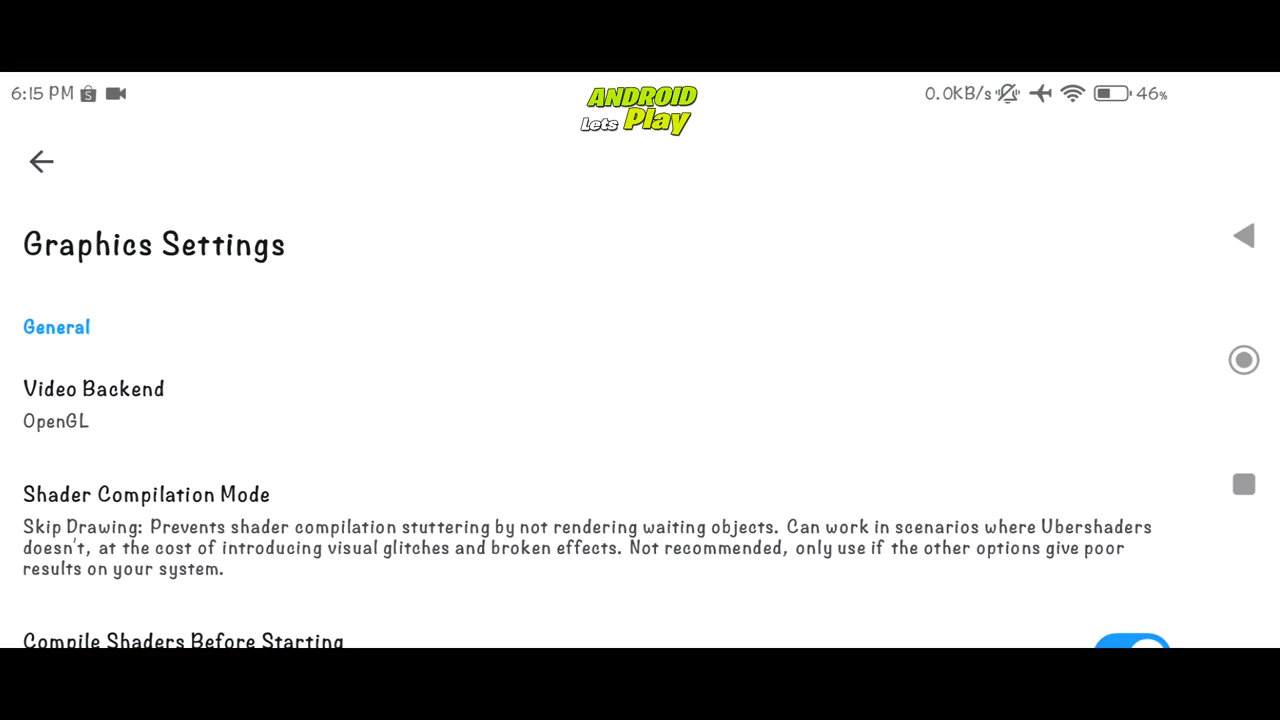 6:15 PM
ANDROID
Lets Play
0.0KB/s
46%
Graphics Settings
General
Video Backend
OpenGL
Shader Compilation Mode
Skip Drawing: Prevents shader compilation stuttering by not rendering waiting objects. Can work in scenarios where Ubershaders
doesn't, at the cost of introducing visual glitches and broken effects. Not recommended, only use if the other options give poor
results on your system.
Compile Shaders Before Starting